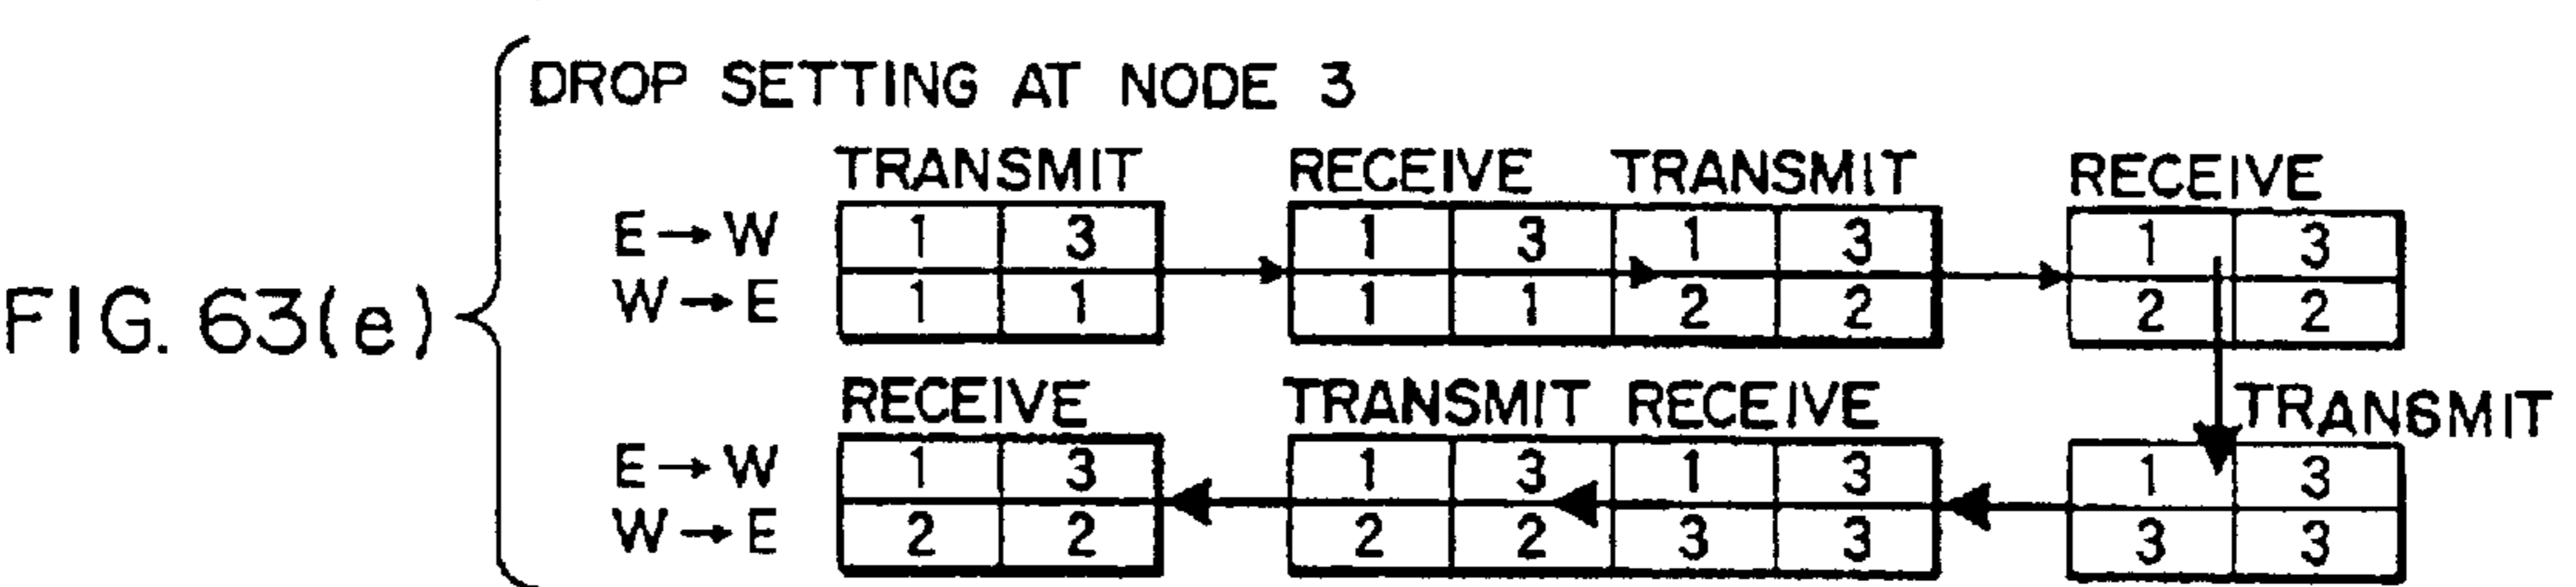 FIG. 63(e)
DROP SETTING AT NODE 3
TRANSMIT RECEIVE TRANSMIT RECEIVE
E→W 1 3 1 3 1 3 1 3
W→E 1 1 1 1 2 2 2 2
RECEIVE TRANSMIT RECEIVE TRANSMIT
E→W 1 3 1 3 1 3 1 3
W→E 2 2 2 2 3 3 3 3